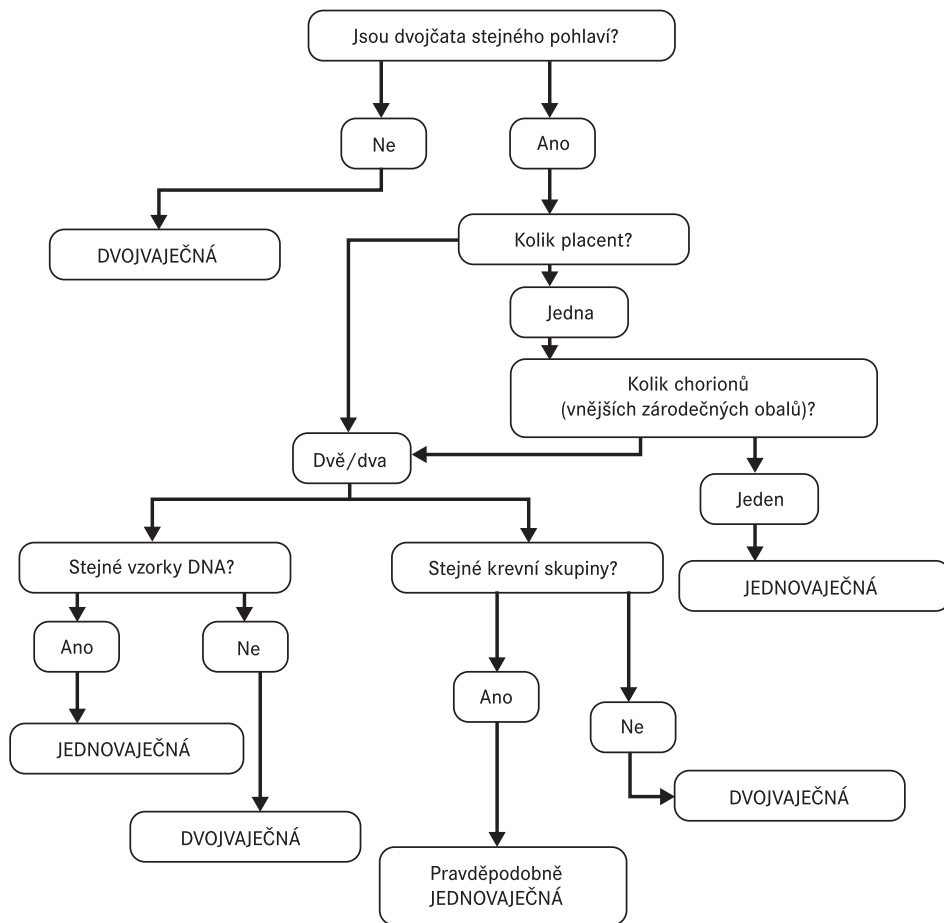 Jsou dvojčata stejného pohlaví?
Ne
Ano
DVOJVAJEČNÁ
Kolik placent?
Jedna
Kolik chorionů
(vnějších zárodečných obalů)?
Dvě/dva
Jeden
Stejné vzorky DNA?
Stejné krevní skupiny?
JEDNOVAJEČNÁ
Ano
Ne
Ano
Ne
JEDNOVAJEČNÁ
DVOJVAJEČNÁ
DVOJVAJEČNÁ
Pravděpodobně
JEDNOVAJEČNÁ